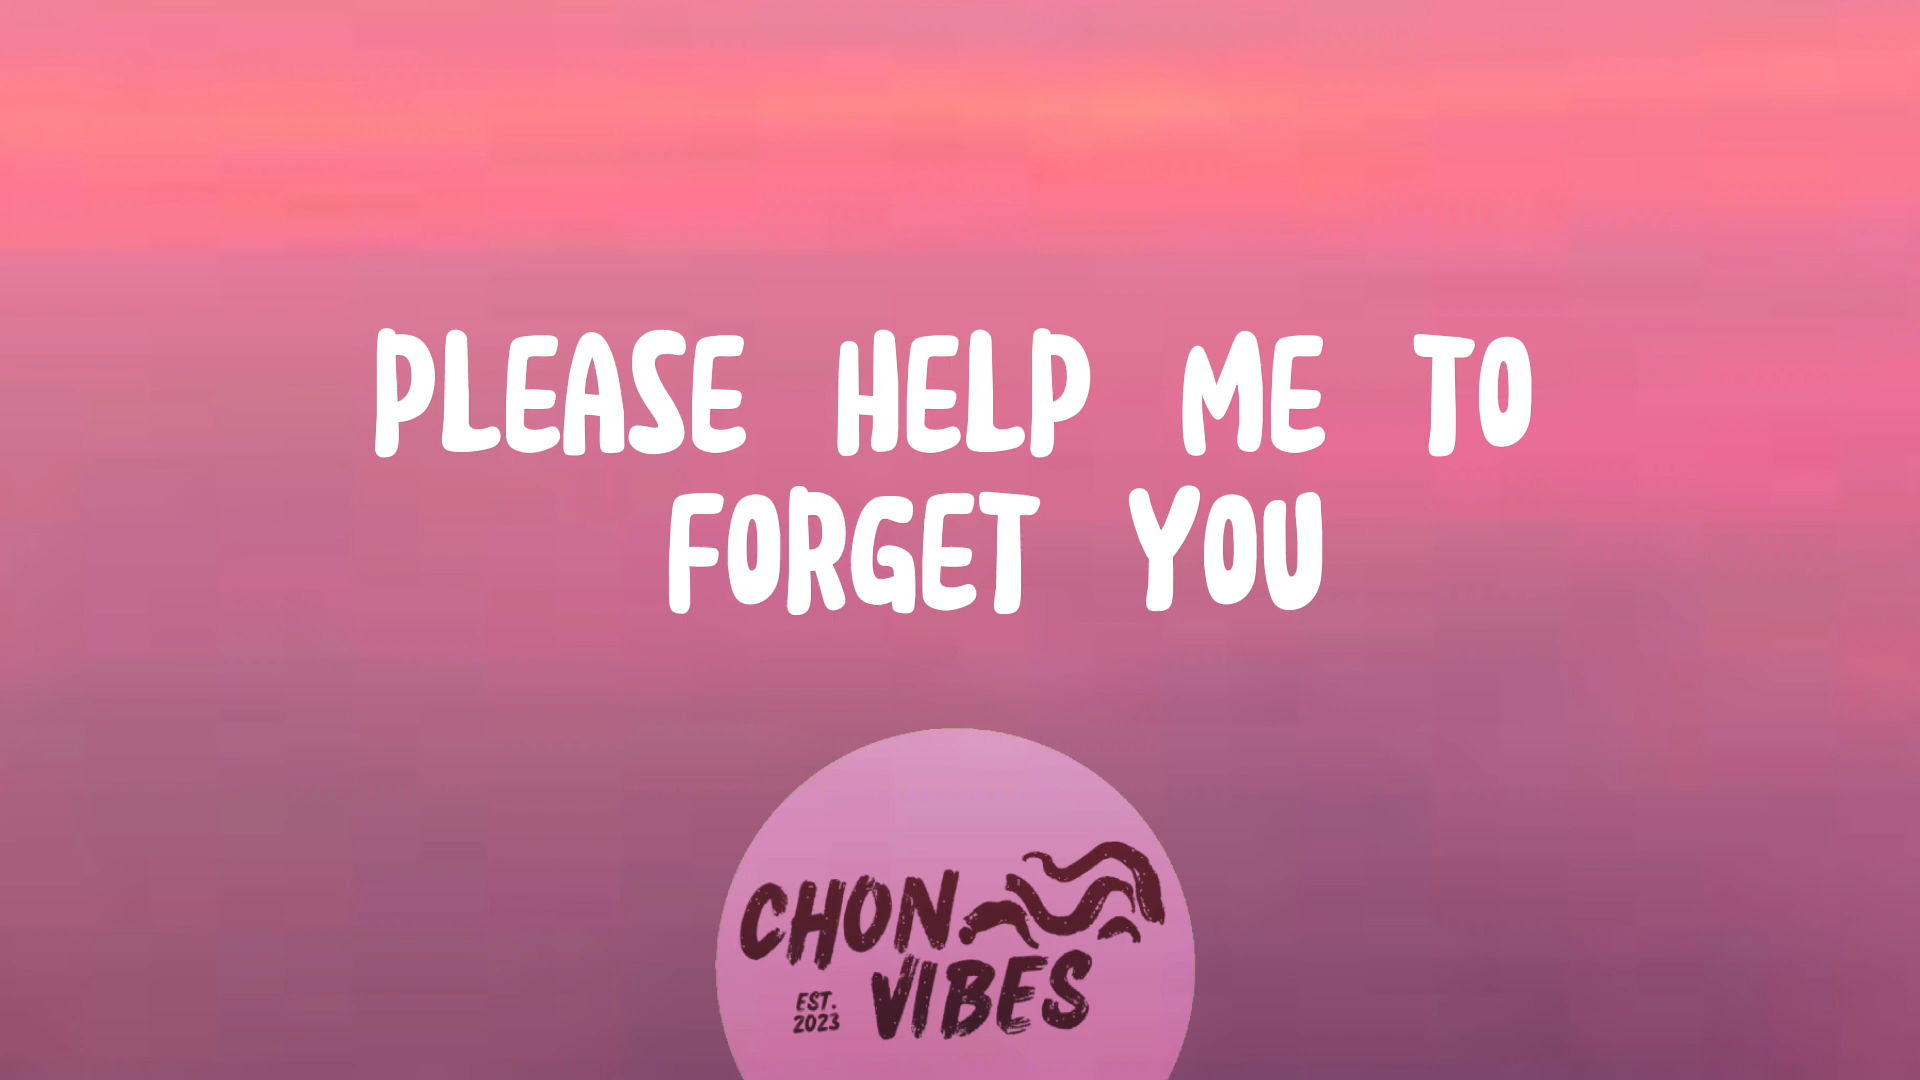 PLEASE HELP ME TO
FORGET YOU
CHON
VIBES
EST.
2023